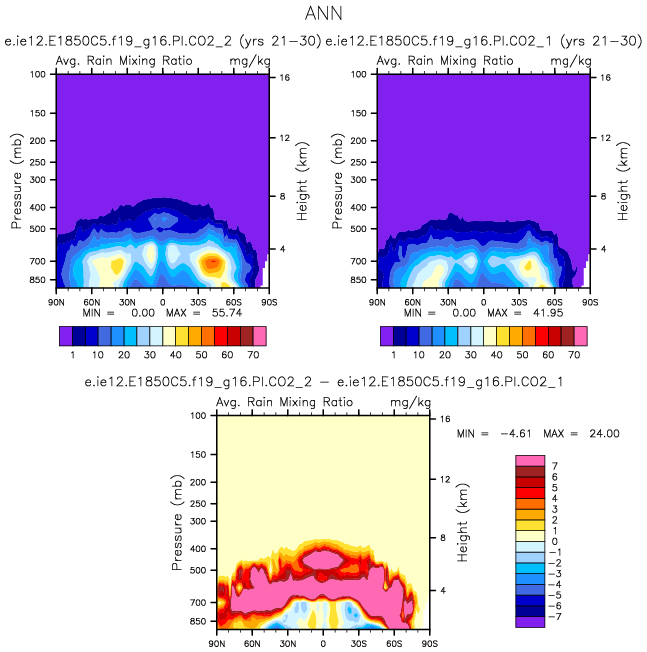 ANN
e.ie12.E1850C5.f19_g16.PI.CO2_2 (yrs 21-30) e.ie12.E1850C5.f19_g16.PI.CO2_1 (yrs 21-30)
Avg. Rain Mixing Ratio mg/kg Avg. Rain Mixing Ratio mg/kg
Pressure (mb) Height (km) Pressure (mb) Height (km)
100 16 100 16
150 150
12 12
200 200
250 250
300 300
8 8
400 400
500 500
4 4
700 700
850 850
90N 60N 30N 0 30S 60S 90S 90N 60N 30N 0 30S 60S 90S
MIN = 0.00 MAX = 55.74 MIN = 0.00 MAX = 41.95
1 10 20 30 40 50 60 70 1 10 20 30 40 50 60 70
e.ie12.E1850C5.f19_g16.PI.CO2_2 - e.ie12.E1850C5.f19_g16.PI.CO2_1
Avg. Rain Mixing Ratio mg/kg
Pressure (mb) Height (km)
100 16
MIN = -4.61 MAX = 24.00
150
12
200
250
300
8
400
500
4
700
850
90N 60N 30N 0 30S 60S 90S
7
6
5
4
3
2
1
0
-1
-2
-3
-4
-5
-6
-7